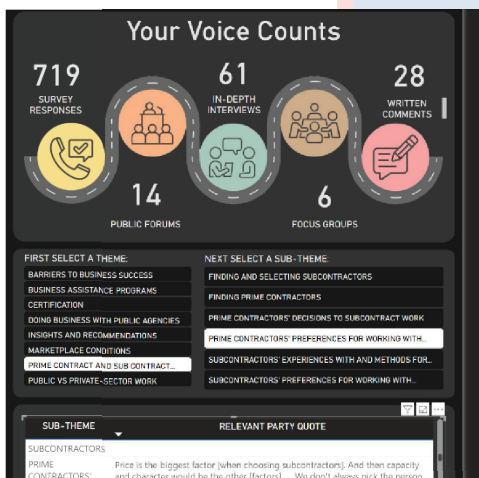 Your Voice Counts
719
SURVEY
RESPONSES
61
IN-DEPTH
INTERVIEWS
28
WRITTEN
COMMENTS
14
PUBLIC FORUMS
6
FOCUS GROUPS
FIRST SELECT A THEME:
BARRIERS TO BUSINESS SUCCESS
BUSINESS ASSISTANCE PROGRAMS
CERTIFICATION
DOING BUSINESS WITH PUBLIC AGENCIES
INSIGHTS AND RECOMMENDATIONS
MARKETPLACE CONDITIONS
PRIME CONTRACT AND SUB CONTRACT...
PUBLIC VS PRIVATE-SECTOR WORK
NEXT SELECT A SUB-THEME:
FINDING AND SELECTING SUBCONTRACTORS
FINDING PRIME CONTRACTORS
PRIME CONTRACTORS' DECISIONS TO SUBCONTRACT WORK
PRIME CONTRACTORS' PREFERENCES FOR WORKING WITH...
SUBCONTRACTORS' EXPERIENCES WITH AND METHODS FOR...
SUBCONTRACTORS' PREFERENCES FOR WORKING WITH...
SUB-THEME RELEVANT PARTY QUOTE
SUBCONTRACTORS
PRIME Price is the biggest factor [when choosing subcontractors]. And then capacity
CONTRACTORS' and character would be the other [factors] .... We don't always pick the person